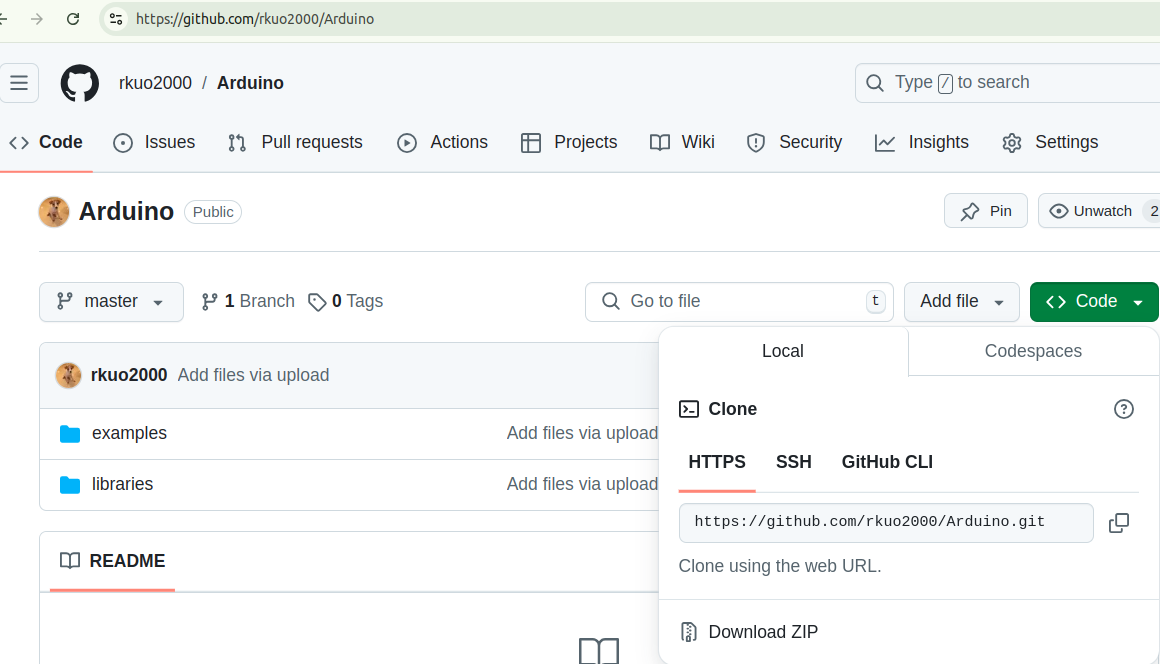 https://github.com/rkuo2000/Arduino
rkuo2000 / Arduino
Type / to search
Code Issues Pull requests Actions Projects Wiki Security Insights Settings
Arduino Public
Pin Unwatch 2
master 1 Branch 0 Tags
Go to file t Add file Code
Local Codespaces
rkuo2000 Add files via upload
Clone
examples Add files via upload
HTTPS SSH GitHub CLI
libraries Add files via upload
https://github.com/rkuo2000/Arduino.git
README
Clone using the web URL.
Download ZIP